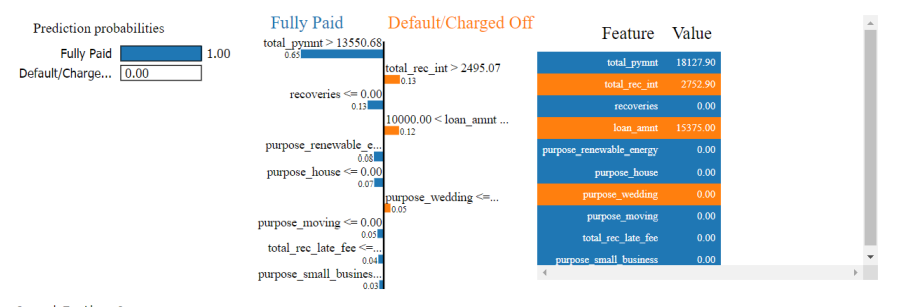 Prediction probabilities
Fully Paid 1.00
Default/Charge... 0.00
Fully Paid Default/Charged Off
total_pymnt > 13550.68
0.65
total_rec_int > 2495.07
0.13
recoveries <= 0.00
0.13
10000.00 < loan_amnt ...
0.12
purpose_renewable_e...
0.08
purpose_house <= 0.00
0.07
purpose_wedding <=...
0.05
purpose_moving <= 0.00
0.05
total_rec_late_fee <=...
0.04
purpose_small_busines...
0.03
Feature Value
total_pymnt 18127.90
total_rec_int 2752.90
recoveries 0.00
loan_amnt 15375.00
purpose_renewable_energy 0.00
purpose_house 0.00
purpose_wedding 0.00
purpose_moving 0.00
total_rec_late_fee 0.00
purpose_small_business 0.00